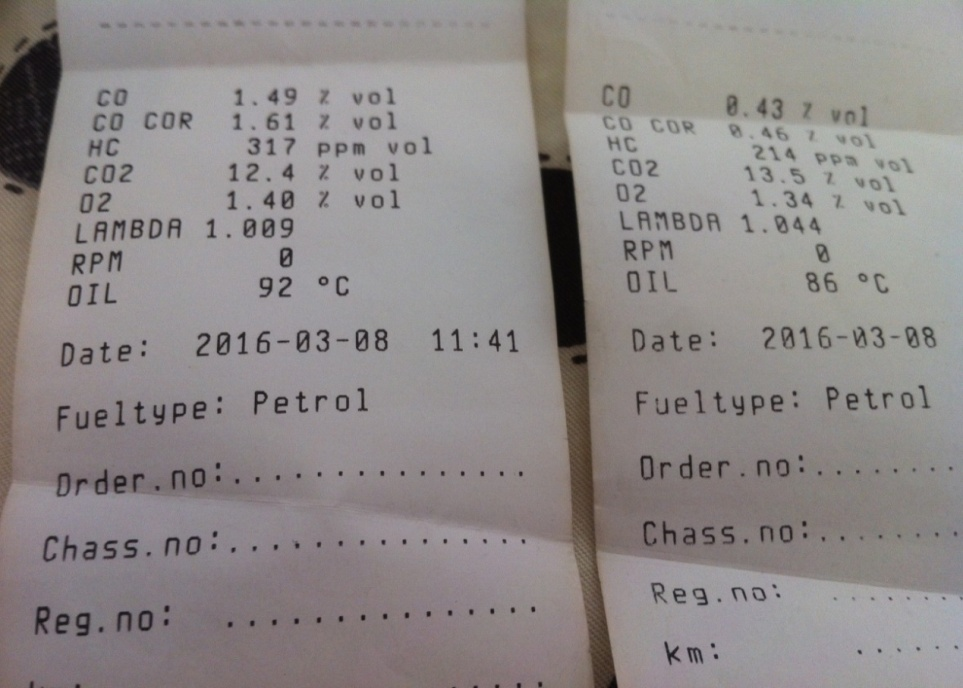 CO 1.49 % vol
CO COR 1.61 % vol
HC 317 ppm vol
CO2 12.4 % vol
O2 1.40 % vol
LAMBDA 1.009
RPM 0
OIL 92 °C
Date: 2016-03-08 11:41
Fueltype: Petrol
Order.no:...............
Chass.no:...............
Reg.no: ...............
CO 0.43 % vol
CO COR 0.46 % vol
HC 214 ppm vol
CO2 13.5 % vol
O2 1.34 % vol
LAMBDA 1.044
RPM 0
OIL 86 °C
Date: 2016-03-08
Fueltype: Petrol
Order.no:........
Chass.no:........
Reg.no: ........
km: ......